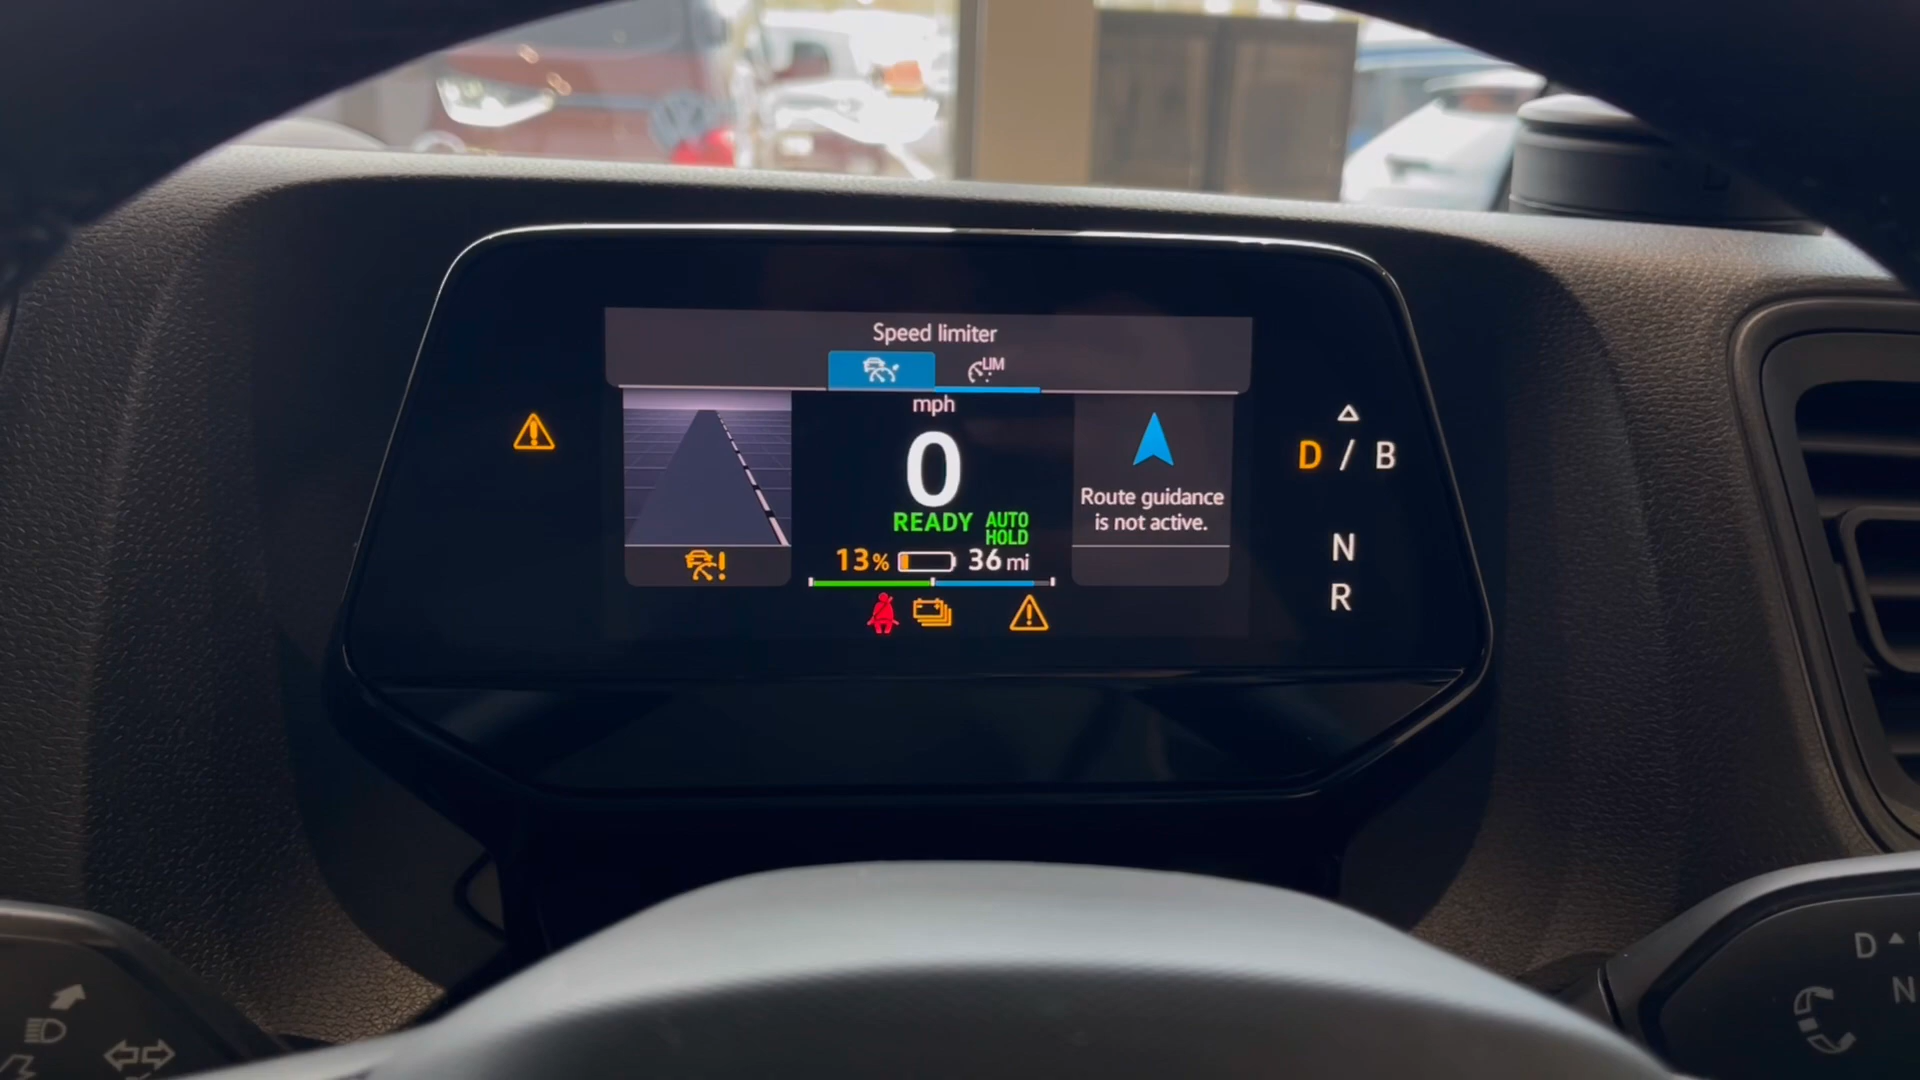 Speed limiter
LIM
mph
0
READY AUTO HOLD
13% 36 mi
Route guidance
is not active.
D / B
N
R
D
N